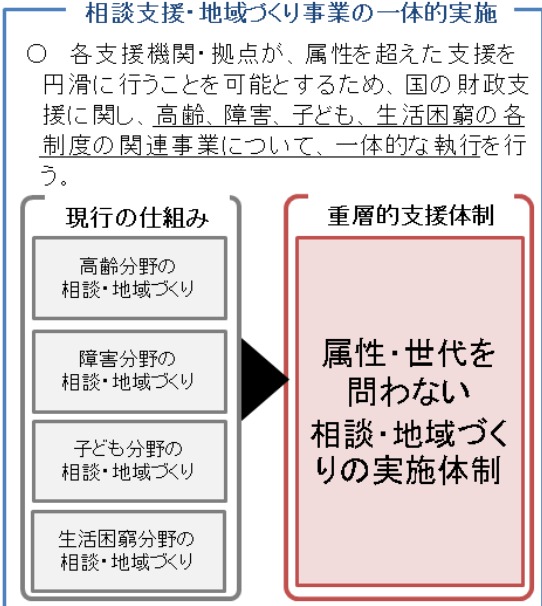 相談支援・地域づくり事業の一体的実施
○ 各支援機関・拠点が、属性を超えた支援を
円滑に行うことを可能とするため、国の財政支
援に関し、高齢、障害、子ども、生活困窮の各
制度の関連事業について、一体的な執行を行
う。
現行の仕組み
高齢分野の
相談・地域づくり
障害分野の
相談・地域づくり
子ども分野の
相談・地域づくり
生活困窮分野の
相談・地域づくり
重層的支援体制
属性・世代を
問わない
相談・地域づく
りの実施体制